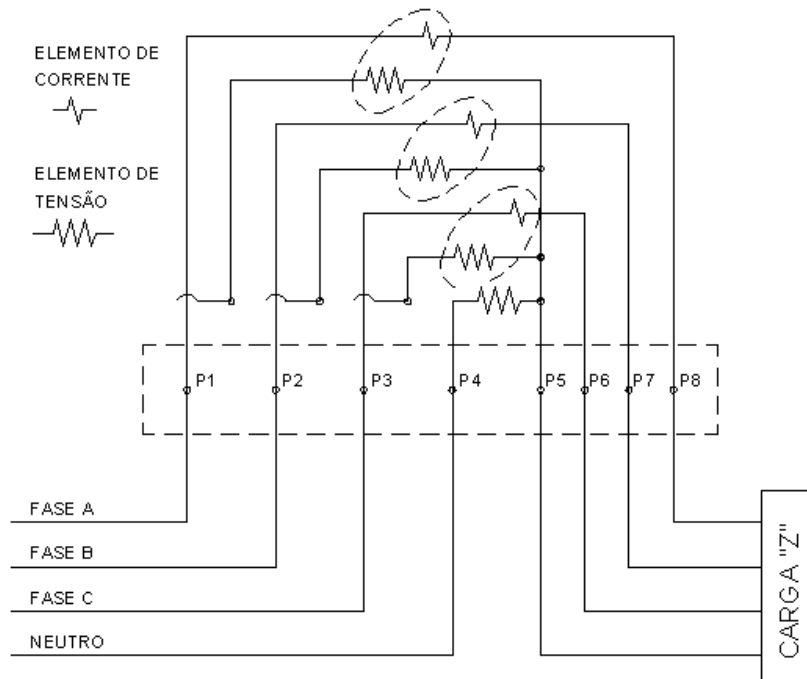 ELEMENTO DE
CORRENTE
ELEMENTO DE
TENSÃO
P1 P2 P3 P4 P5 P6 P7 P8
FASE A
FASE B
FASE C
NEUTRO
CARGA "Z"